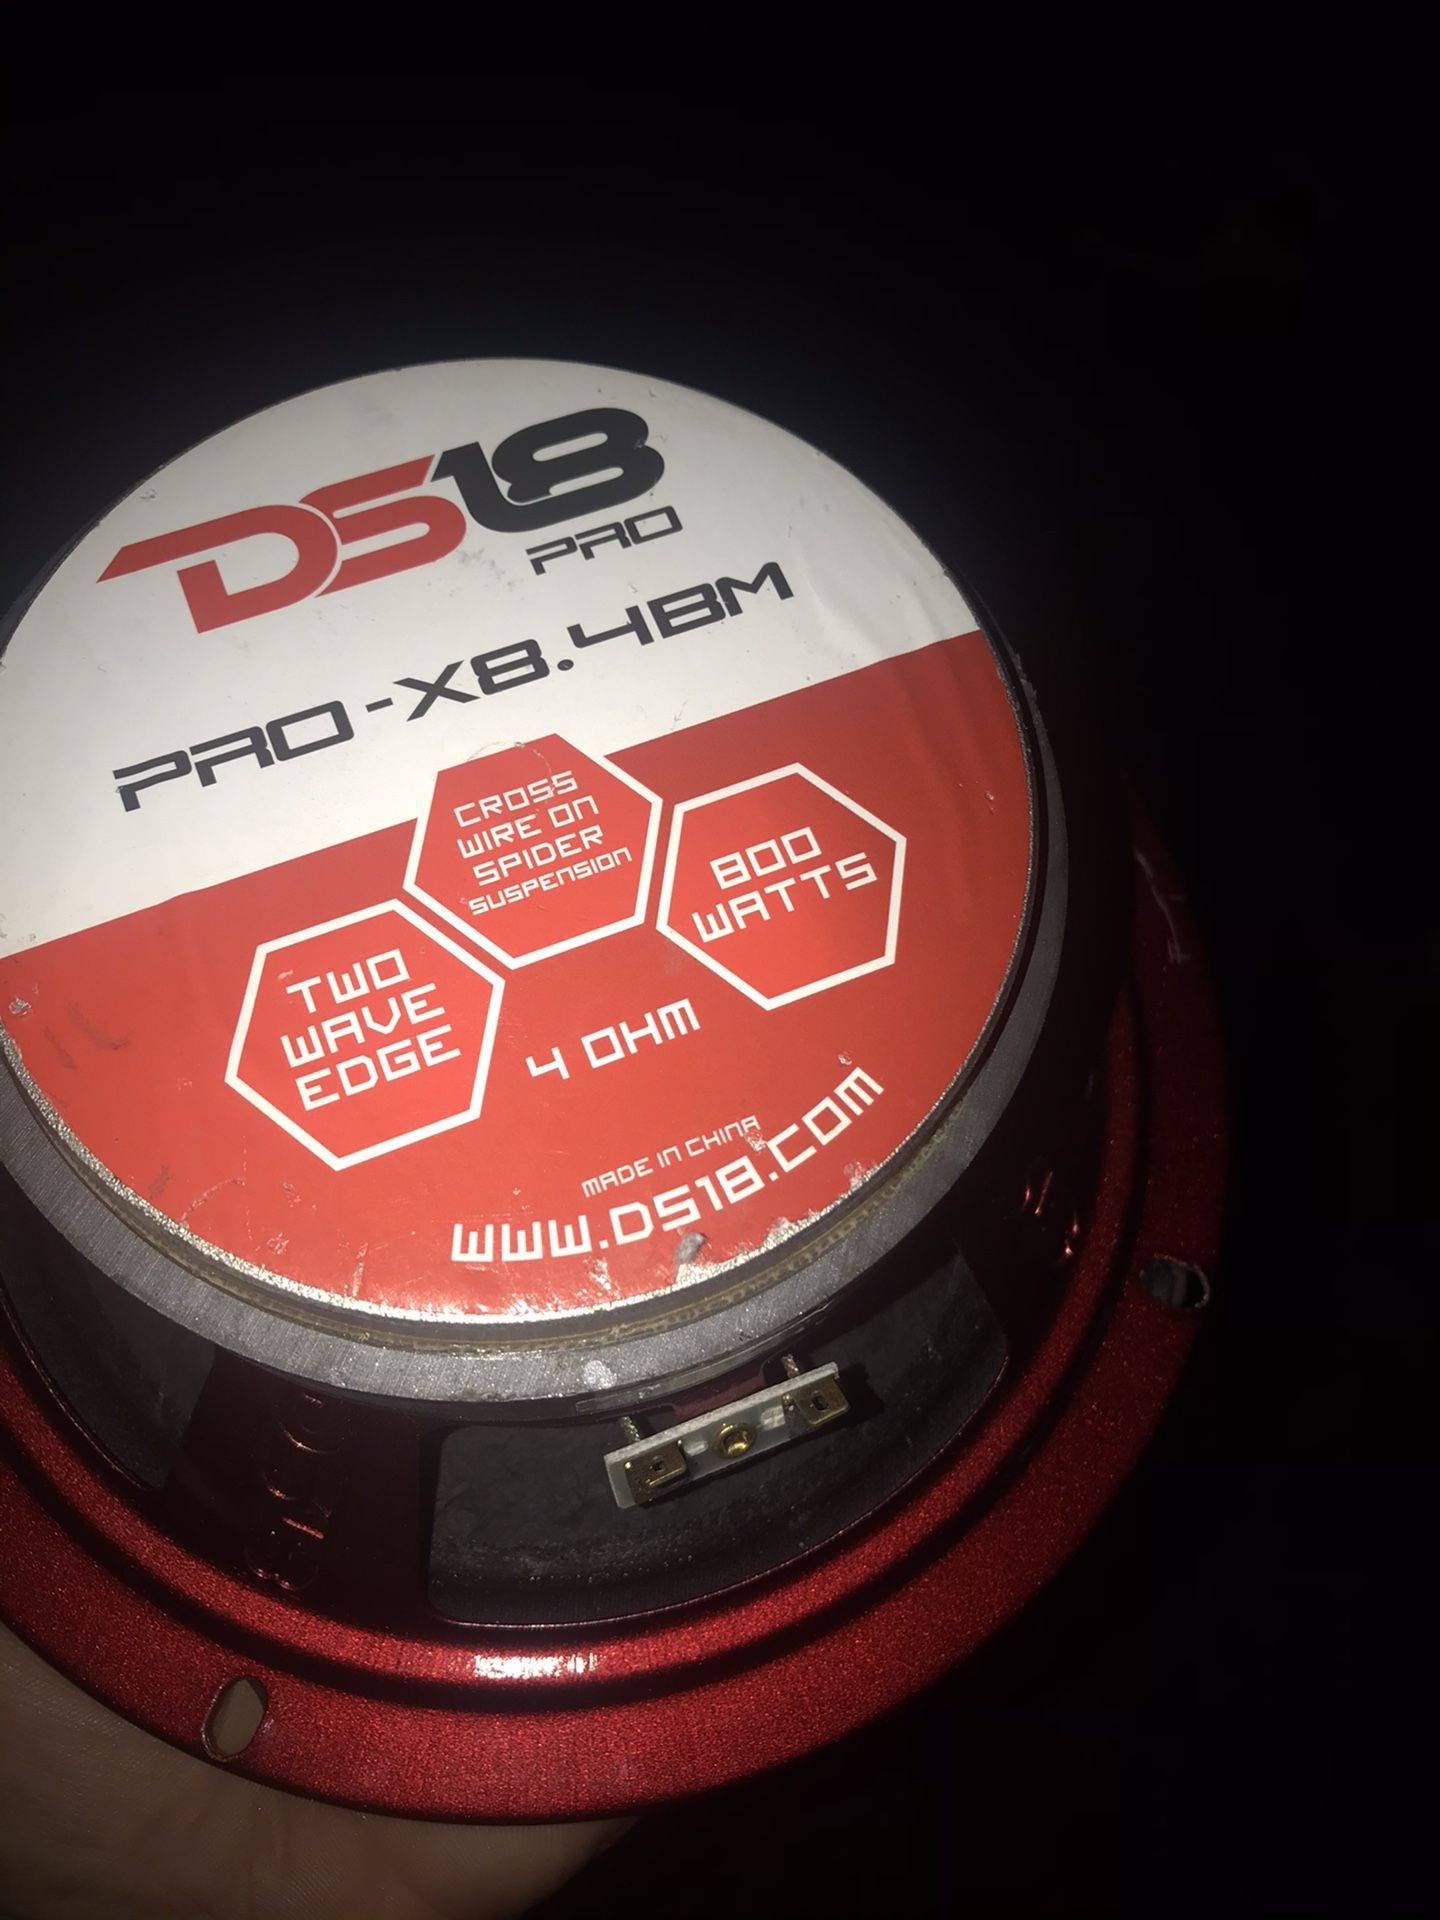 DS18
PRO
PRO-X8.4BM
CROSS
WIRE ON
SPIDER
SUSPENSION
800
WATTS
TWO
WAVE
EDGE
4 OHM
MADE IN CHINA
WWW.DS18.COM